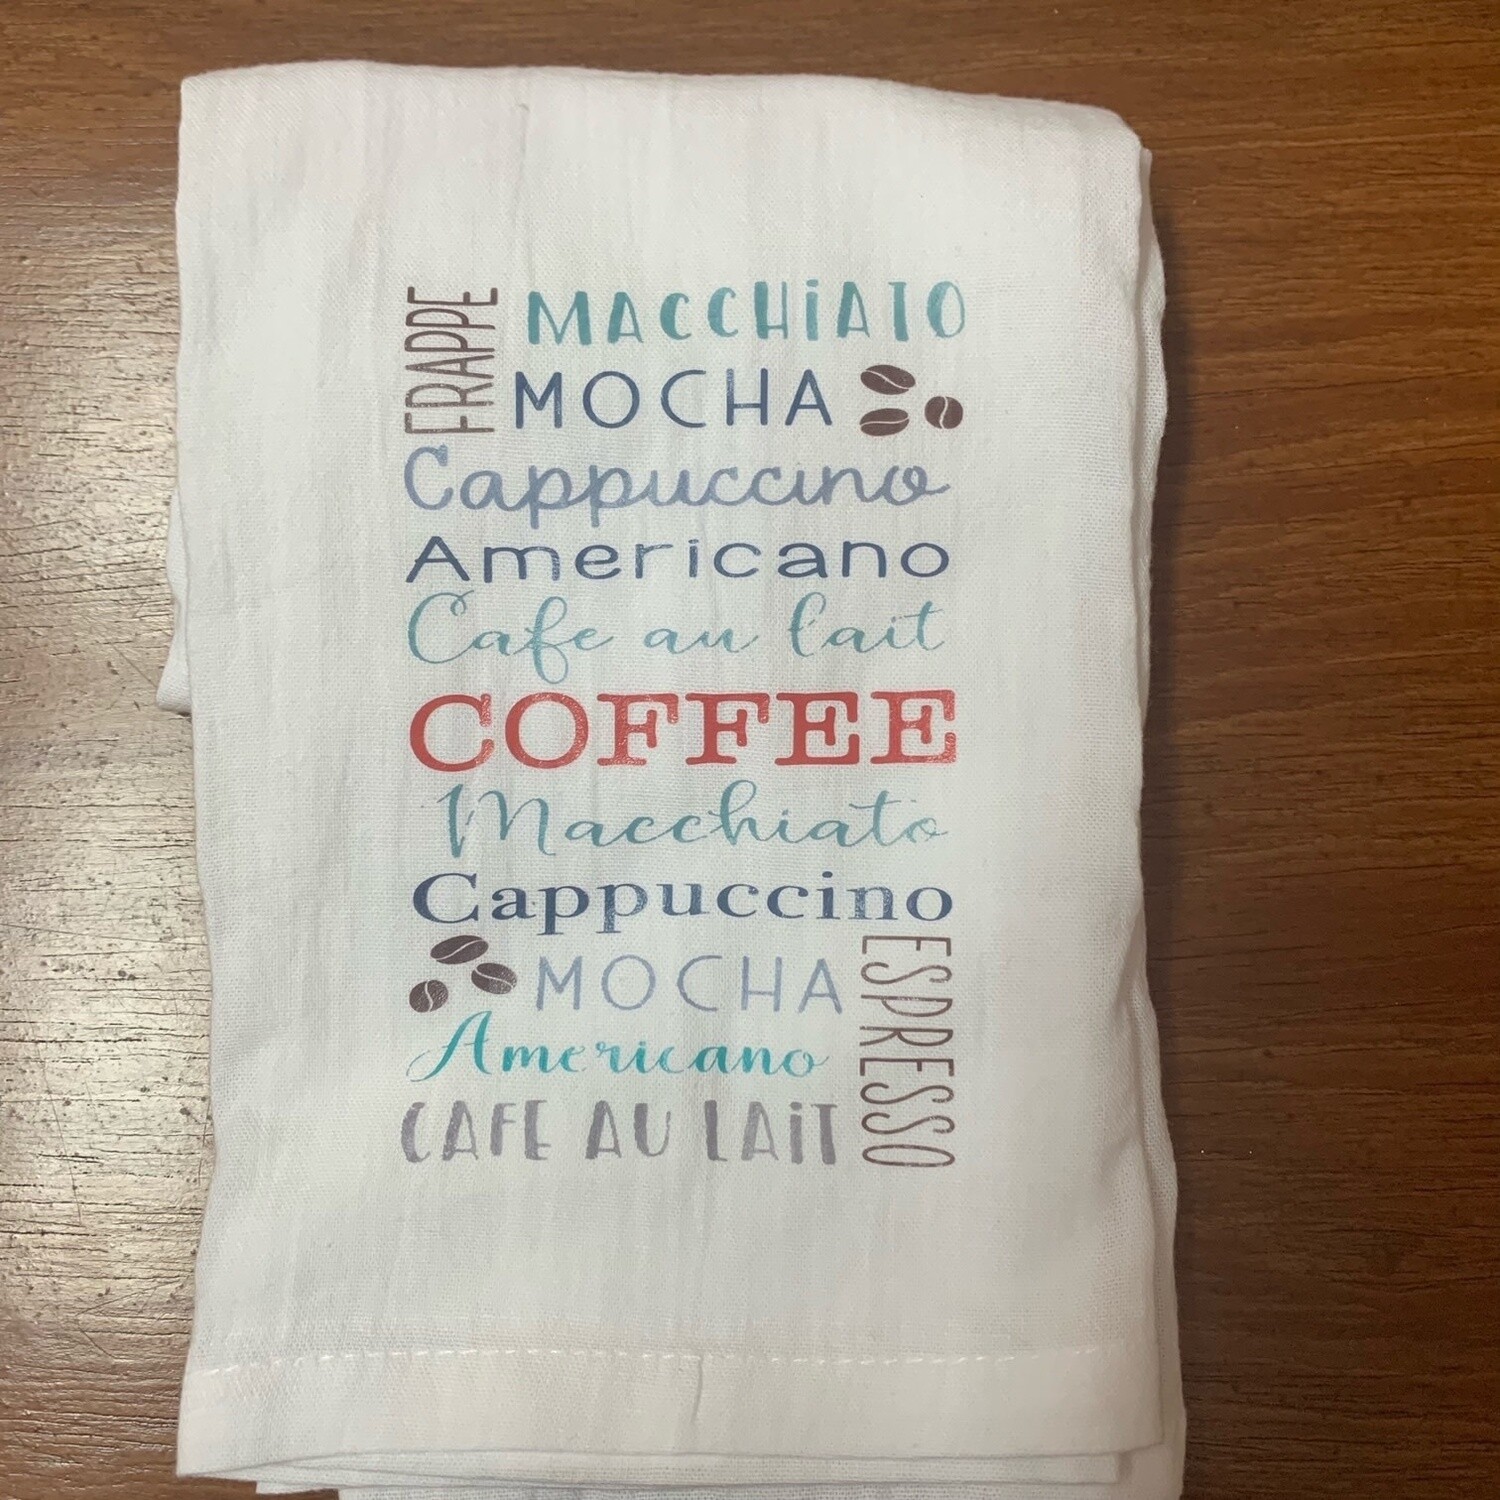 FRAPPE
MACCHiATO
MOCHA
Cappuccino
Americano
Cafe au lait
COFFEE
Macchiato
Cappuccino
MOCHA
Americano
CAFE AU LAiT
ESPRESSO